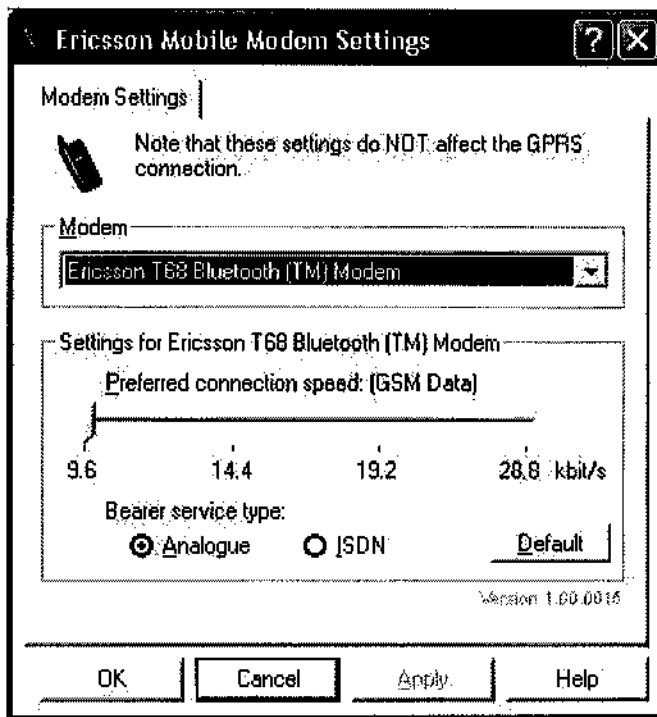 Ericsson Mobile Modem Settings
Modem Settings
Note that these settings do NOT affect the GPRS
connection.
Modem
Ericsson T68 Bluetooth (TM) Modem
Settings for Ericsson T68 Bluetooth (TM) Modem
Preferred connection speed: (GSM Data)
9.6 14.4 19.2 28.8 kbit/s
Bearer service type:
Analogue ISDN Default
Version 1.00.0015
OK Cancel Apply Help